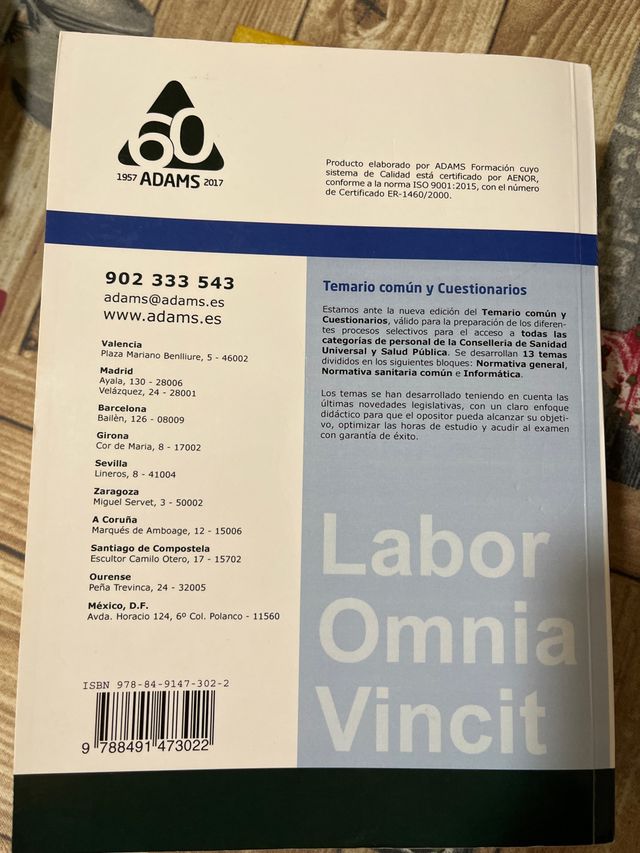 60
1957 ADAMS 2017
Producto elaborado por ADAMS Formación cuyo
sistema de Calidad está certificado por AENOR,
conforme a la norma ISO 9001:2015, con el número
de Certificado ER-1460/2000.
902 333 543
adams@adams.es
www.adams.es
Valencia
Plaza Mariano Benlliure, 5 - 46002
Madrid
Ayala, 130 - 28006
Velázquez, 24 - 28001
Barcelona
Bailèn, 126 - 08009
Girona
Cor de Maria, 8 - 17002
Sevilla
Lineros, 8 - 41004
Zaragoza
Miguel Servet, 3 - 50002
A Coruña
Marqués de Amboage, 12 - 15006
Santiago de Compostela
Escultor Camilo Otero, 17 - 15702
Ourense
Peña Trevinca, 24 - 32005
México, D.F.
Avda. Horacio 124, 6º Col. Polanco - 11560
ISBN 978-84-9147-302-2
9 788491 473022
Temario común y Cuestionarios
Estamos ante la nueva edición del Temario común y
Cuestionarios, válido para la preparación de los diferen-
tes procesos selectivos para el acceso a todas las
categorías de personal de la Conselleria de Sanidad
Universal y Salud Pública. Se desarrollan 13 temas
divididos en los siguientes bloques: Normativa general,
Normativa sanitaria común e Informática.
Los temas se han desarrollado teniendo en cuenta las
últimas novedades legislativas, con un claro enfoque
didáctico para que el opositor pueda alcanzar su objeti-
vo, optimizar las horas de estudio y acudir al examen
con garantía de éxito.
Labor
Omnia
Vincit